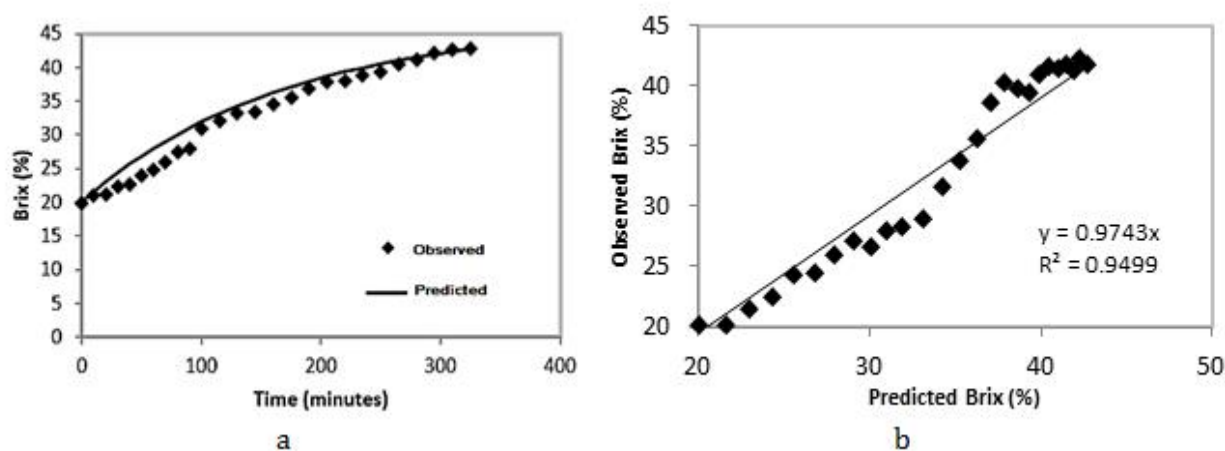 45
40
35
30
25
20
15
10
5
0
Brix (%)
Observed
Predicted
0 100 200 300 400
Time (minutes)
a
45
40
35
30
25
20
Observed Brix (%)
y = 0.9743x
R² = 0.9499
20 30 40 50
Predicted Brix (%)
b